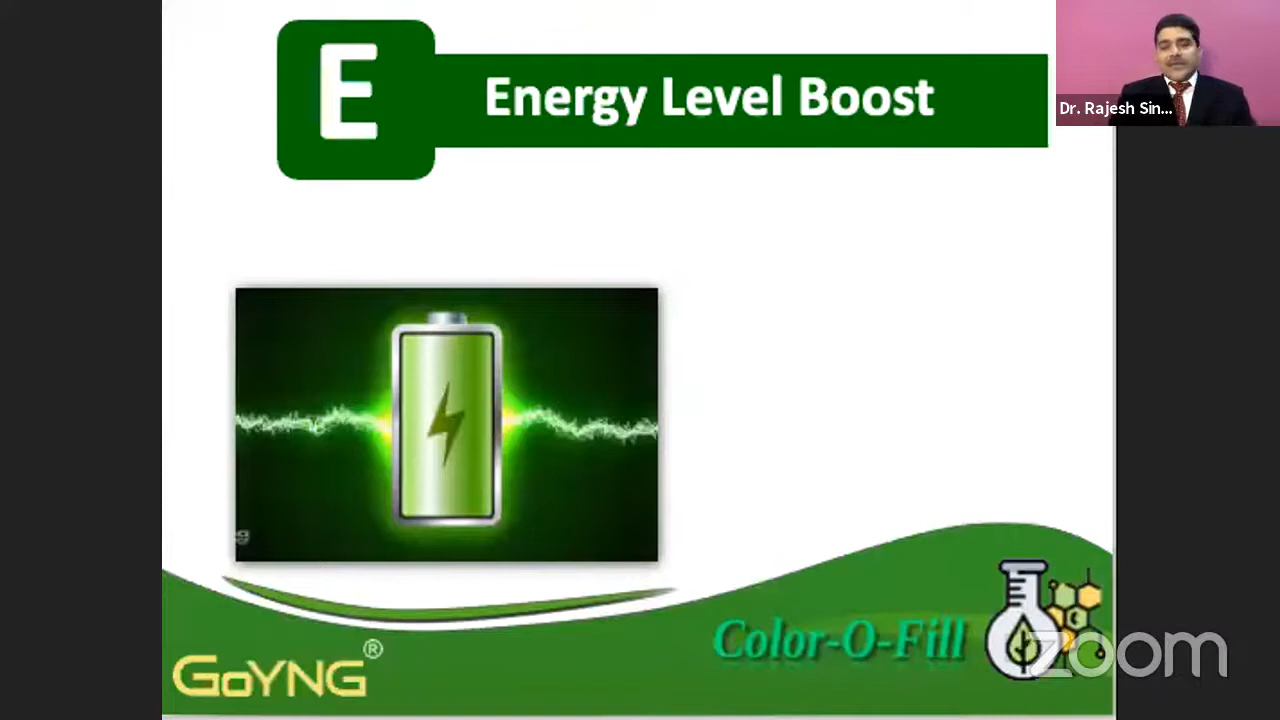 E
Energy Level Boost
Dr. Rajesh Sin...
Color-O-Fill
GoYNG®
zoom